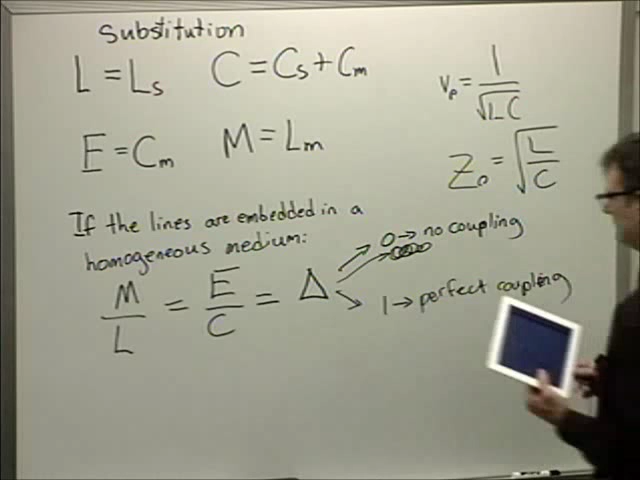 Substitution
L = Ls   C = Cs + Cm
E = Cm   M = Lm
vp = 1/√LC
Z0 = √L/C
If the lines are embedded in a
homogeneous medium:
M/L = E/C = Δ
0 → no coupling
1 → perfect coupling